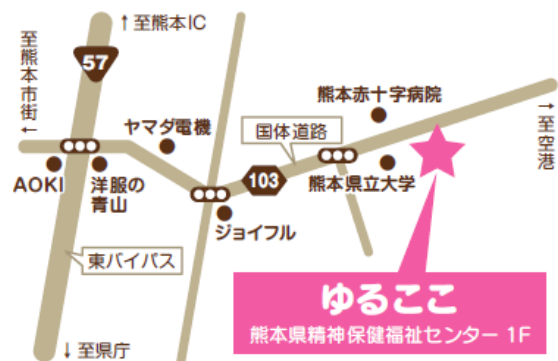 ↑至熊本IC
57
至熊本市街←
ヤマダ電機
熊本赤十字病院
国体道路
→至空港
AOKI
洋服の
青山
103
熊本県立大学
ジョイフル
東バイパス
ゆるここ
熊本県精神保健福祉センター 1F
↓至県庁